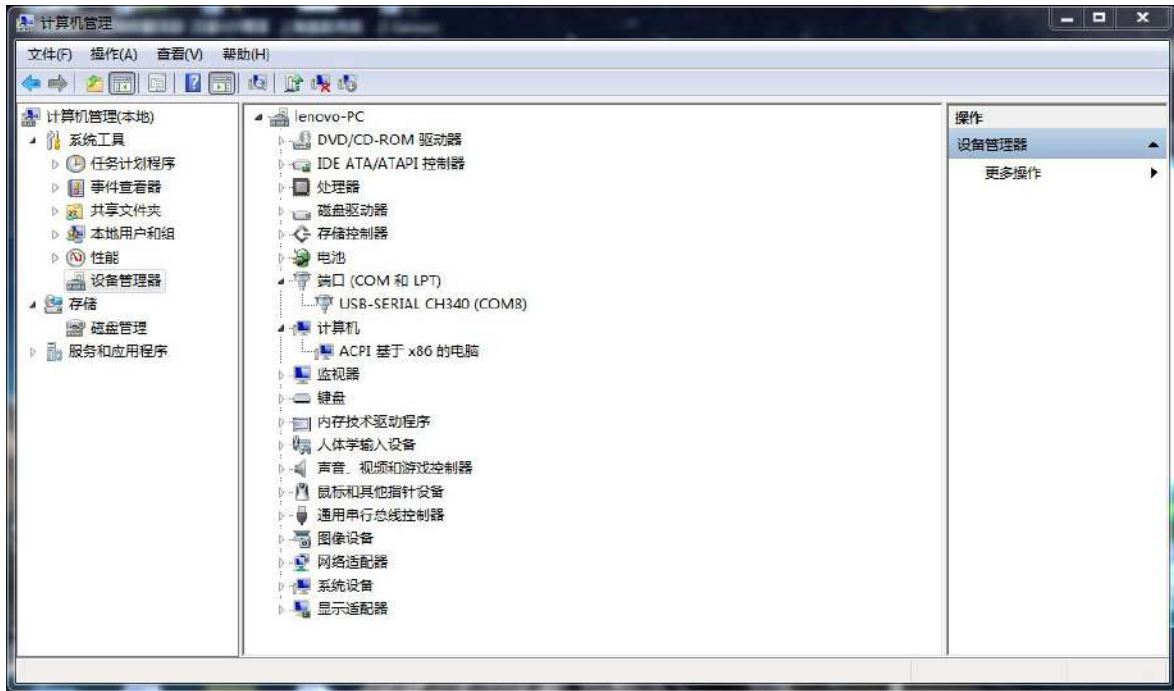 计算机管理
文件(F) 操作(A) 查看(V) 帮助(H)
计算机管理(本地)
系统工具
任务计划程序
事件查看器
共享文件夹
本地用户和组
性能
设备管理器
存储
磁盘管理
服务和应用程序
lenovo-PC
DVD/CD-ROM 驱动器
IDE ATA/ATAPI 控制器
处理器
磁盘驱动器
存储控制器
电池
端口 (COM 和 LPT)
USB-SERIAL CH340 (COM8)
计算机
ACPI 基于 x86 的电脑
监视器
键盘
内存技术驱动程序
人体学输入设备
声音、视频和游戏控制器
鼠标和其他指针设备
通用串行总线控制器
图像设备
网络适配器
系统设备
显示适配器
操作
设备管理器
更多操作